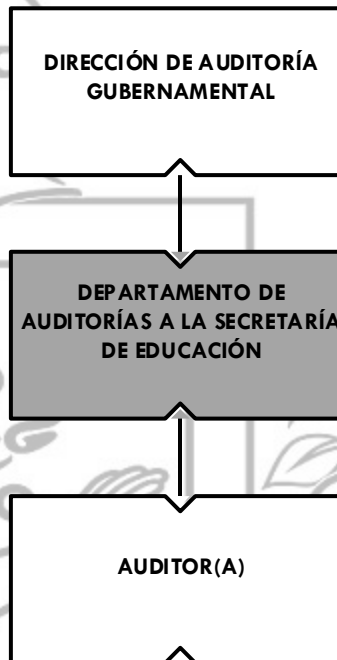 DIRECCIÓN DE AUDITORÍA
GUBERNAMENTAL
DEPARTAMENTO DE
AUDITORÍAS A LA SECRETARÍA
DE EDUCACIÓN
AUDITOR(A)